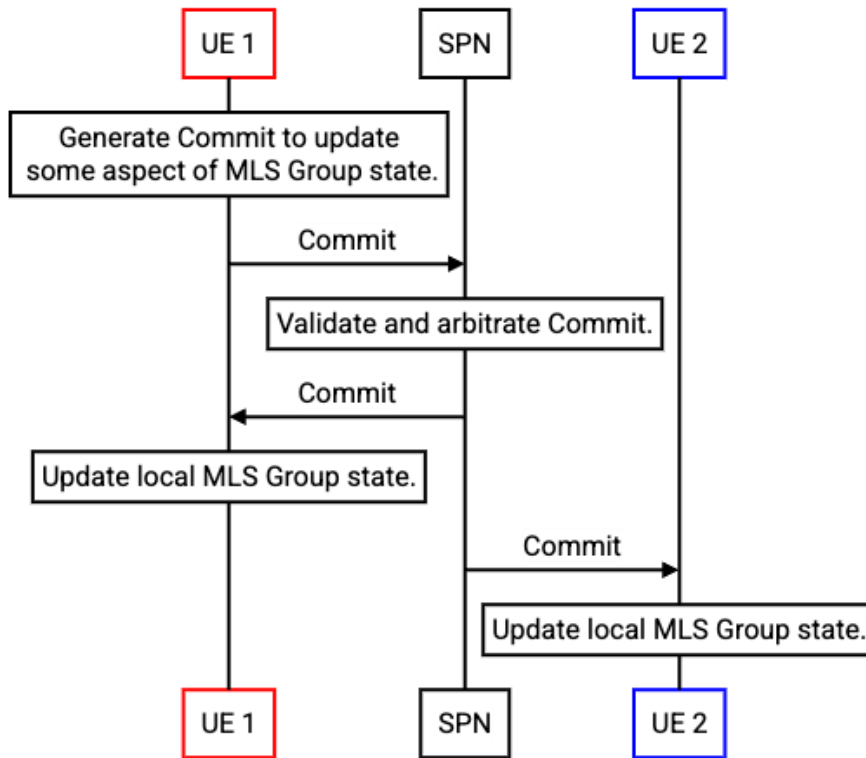 UE 1
SPN
UE 2
Generate Commit to update
some aspect of MLS Group state.
Commit
Validate and arbitrate Commit.
Commit
Update local MLS Group state.
Commit
Update local MLS Group state.
UE 1
SPN
UE 2